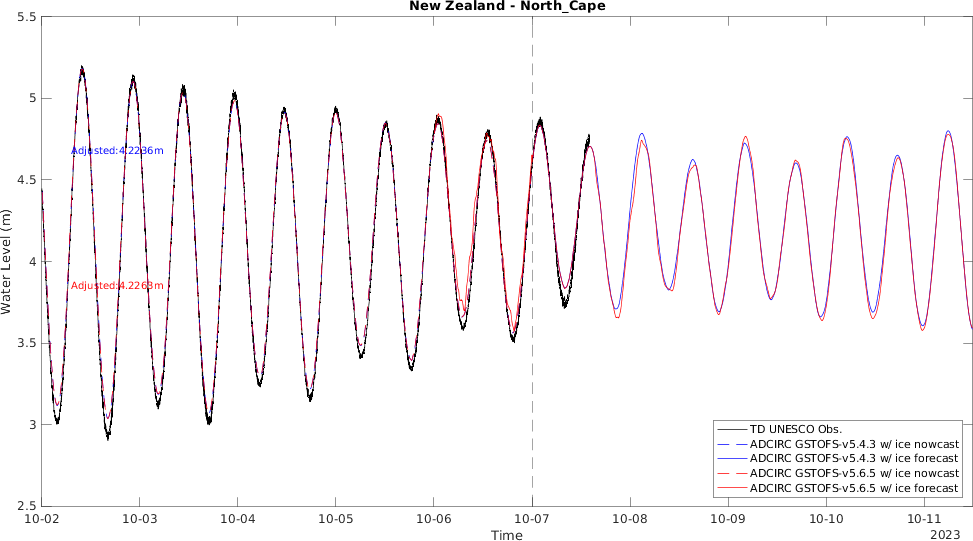 New Zealand - North_Cape
5.5
5
4.5
4
3.5
3
2.5
Water Level (m)
Adjusted:4.2236m
Adjusted:4.2263m
TD UNESCO Obs.
ADCIRC GSTOFS-v5.4.3 w/ ice nowcast
ADCIRC GSTOFS-v5.4.3 w/ ice forecast
ADCIRC GSTOFS-v5.6.5 w/ ice nowcast
ADCIRC GSTOFS-v5.6.5 w/ ice forecast
10-02 10-03 10-04 10-05 10-06 10-07 10-08 10-09 10-10 10-11
Time
2023